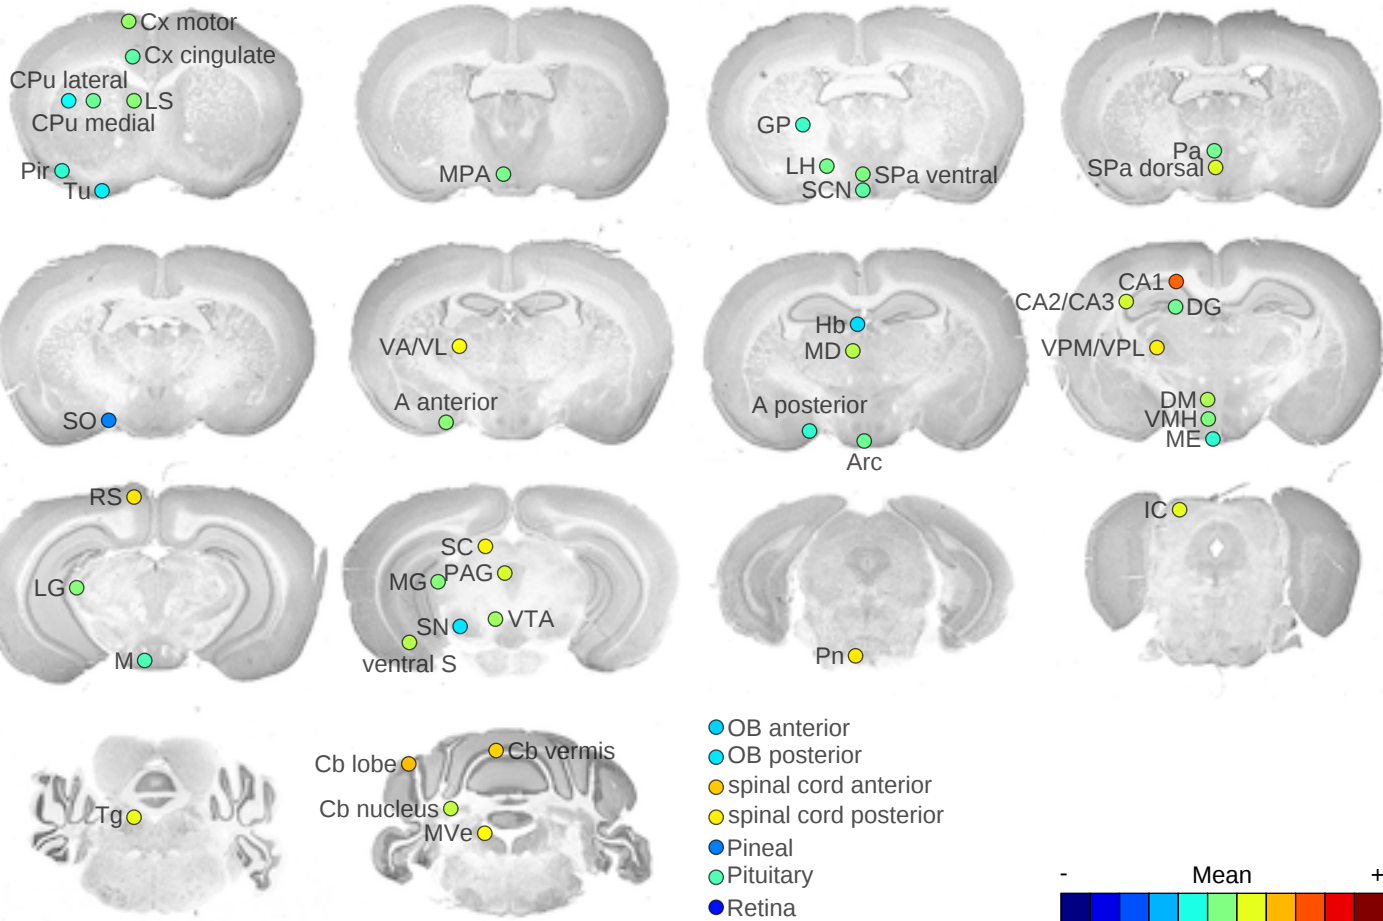 Cx motor
Cx cingulate
CPu lateral
LS
CPu medial
Pir
Tu
MPA
GP
LH
SPa ventral
SCN
Pa
SPa dorsal
SO
VA/VL
A anterior
Hb
MD
A posterior
Arc
CA1
CA2/CA3
DG
VPM/VPL
DM
VMH
ME
RS
LG
M
SC
PAG
MG
SN
VTA
ventral S
Pn
IC
Tg
Cb lobe
Cb vermis
Cb nucleus
MVe
OB anterior
OB posterior
spinal cord anterior
spinal cord posterior
Pineal
Pituitary
Retina
- Mean +